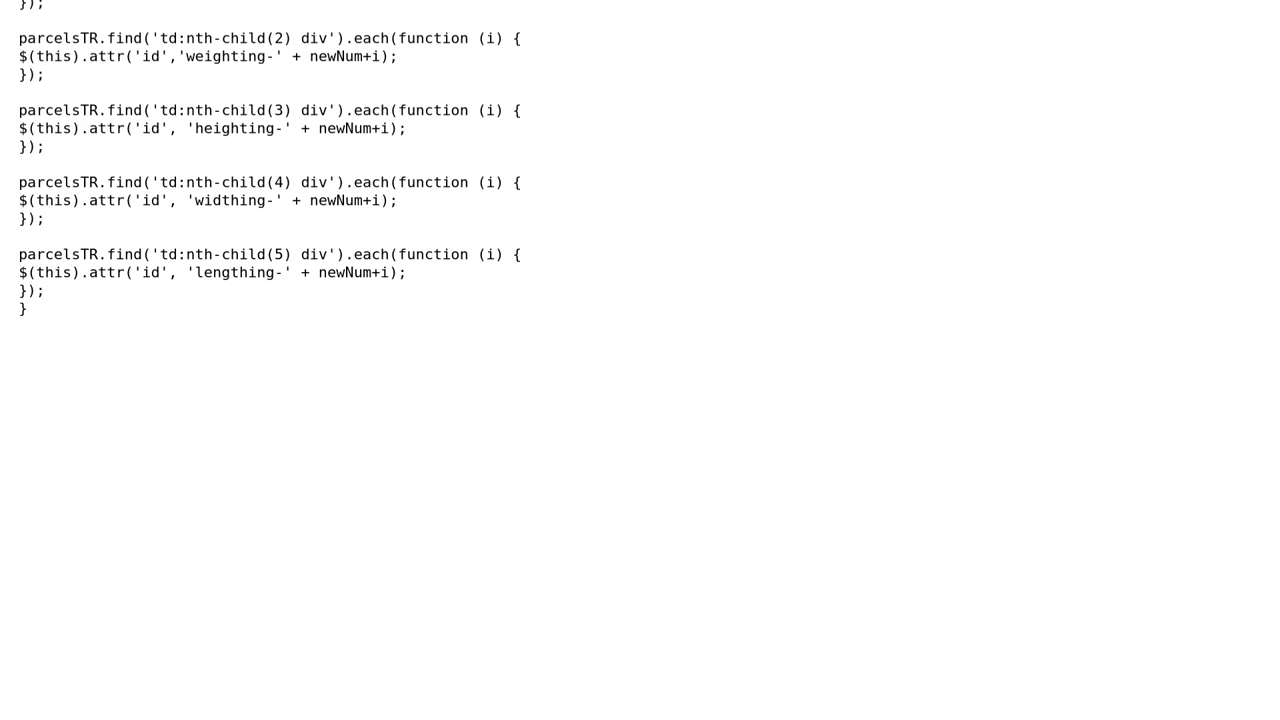 });
parcelsTR.find('td:nth-child(2) div').each(function (i) {
$(this).attr('id','weighting-' + newNum+i);
});
parcelsTR.find('td:nth-child(3) div').each(function (i) {
$(this).attr('id', 'heighting-' + newNum+i);
});
parcelsTR.find('td:nth-child(4) div').each(function (i) {
$(this).attr('id', 'widthing-' + newNum+i);
});
parcelsTR.find('td:nth-child(5) div').each(function (i) {
$(this).attr('id', 'lengthing-' + newNum+i);
});
}